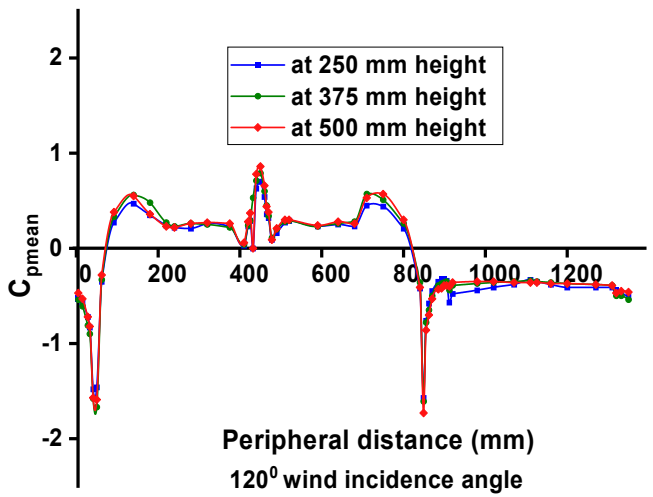 2
at 250 mm height
at 375 mm height
at 500 mm height
1
0
0 200 400 600 800 1000 1200
Cpmean
-1
-2
Peripheral distance (mm)
120⁰ wind incidence angle